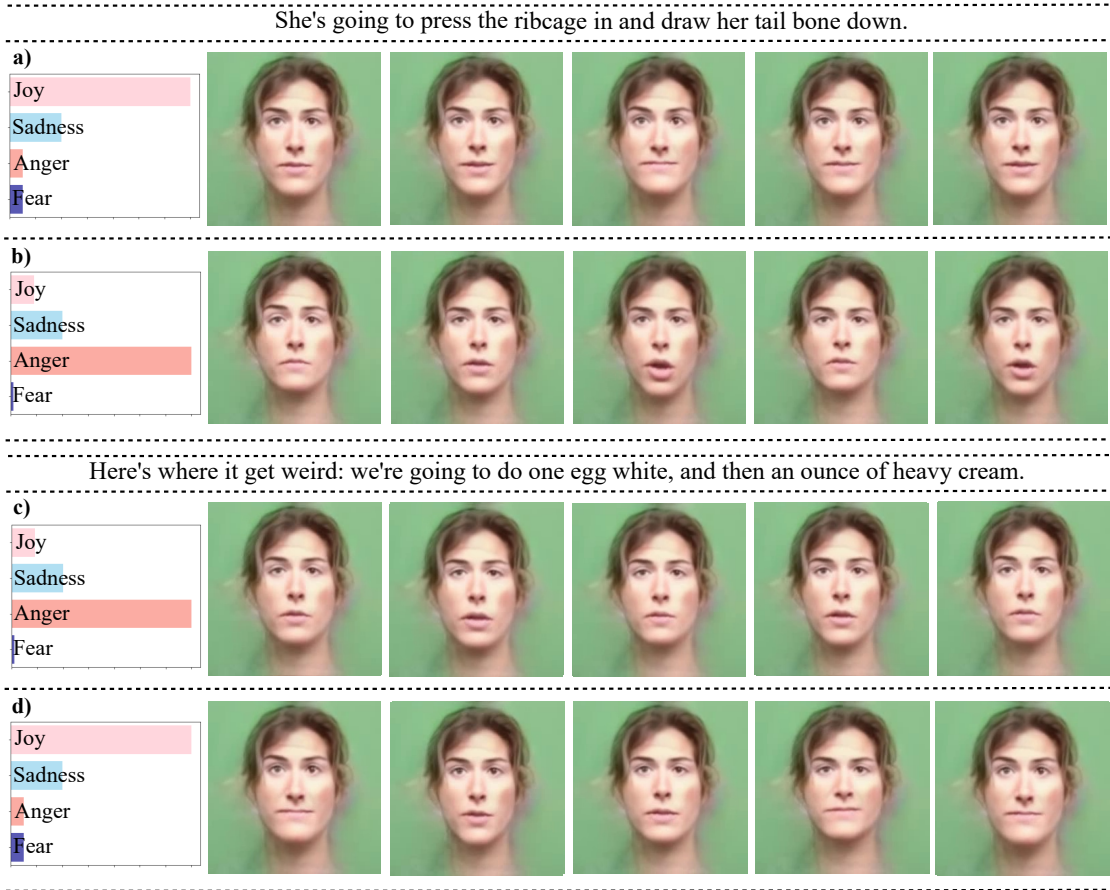 She's going to press the ribcage in and draw her tail bone down.
a)
Joy
Sadness
Anger
Fear
b)
Joy
Sadness
Anger
Fear
Here's where it get weird: we're going to do one egg white, and then an ounce of heavy cream.
c)
Joy
Sadness
Anger
Fear
d)
Joy
Sadness
Anger
Fear